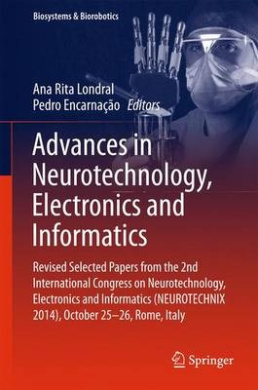 Biosystems & Biorobotics
Ana Rita Londral
Pedro Encarnação Editors
Advances in
Neurotechnology,
Electronics and
Informatics
Revised Selected Papers from the 2nd
International Congress on Neurotechnology,
Electronics and Informatics (NEUROTECHNIX
2014), October 25–26, Rome, Italy
Springer